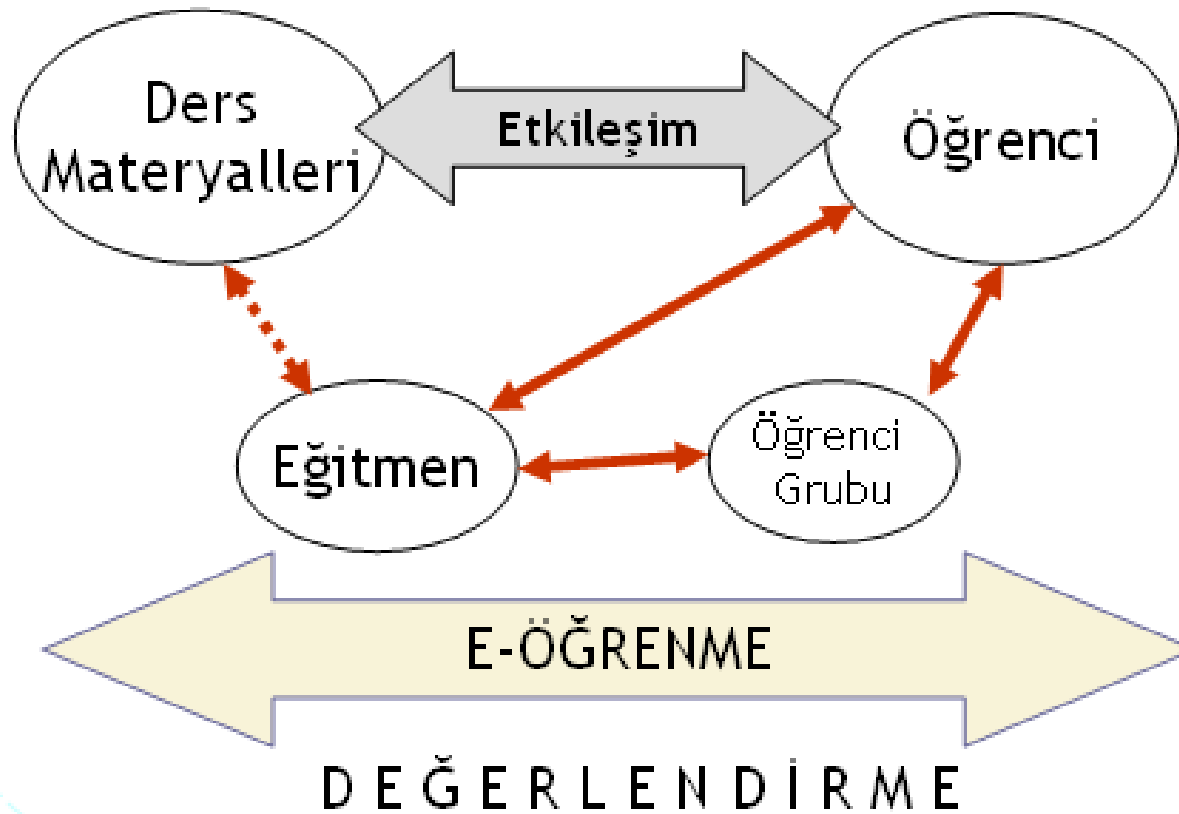 Ders
Materyalleri
Etkileşim
Öğrenci
Eğitmen
Öğrenci
Grubu
E-ÖĞRENME
D E Ğ E R L E N D İ R M E